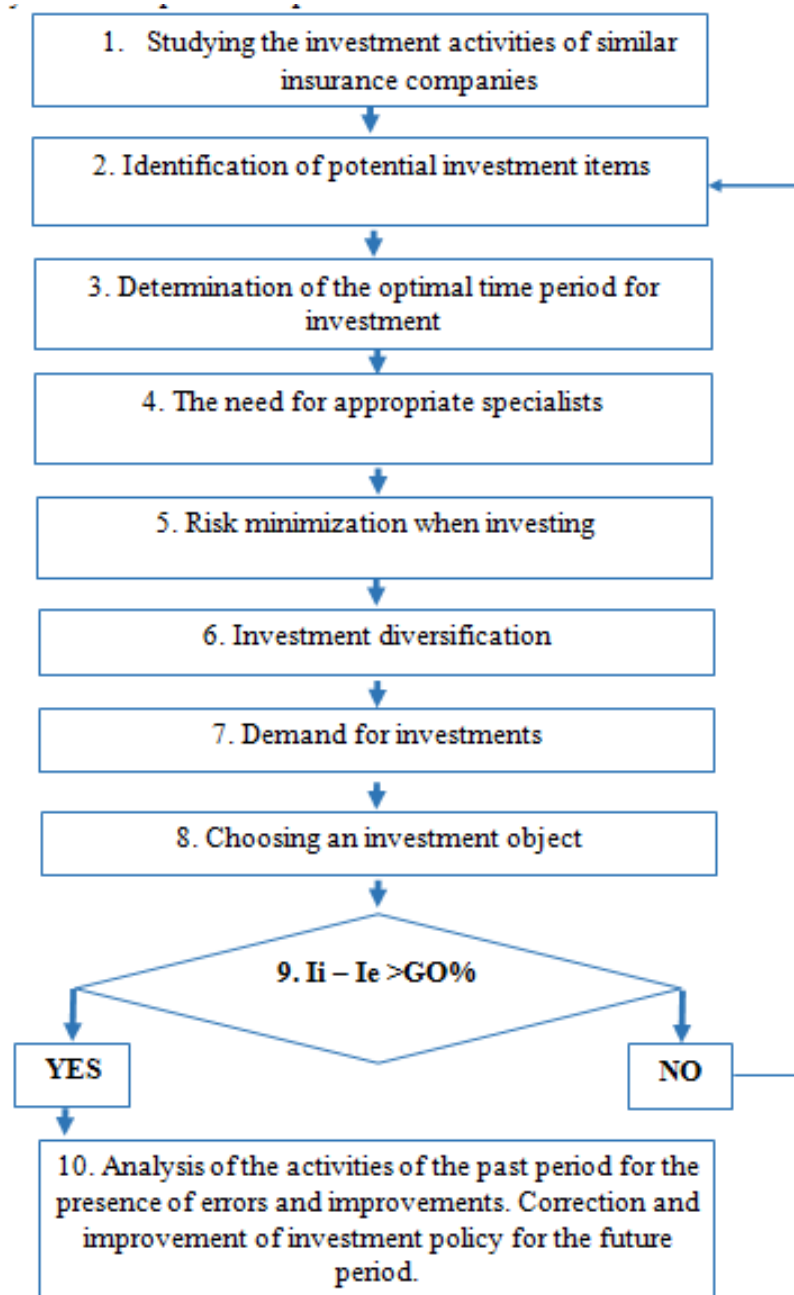 1. Studying the investment activities of similar
insurance companies
2. Identification of potential investment items
3. Determination of the optimal time period for
investment
4. The need for appropriate specialists
5. Risk minimization when investing
6. Investment diversification
7. Demand for investments
8. Choosing an investment object
9. Ii – Ie >GO%
YES
NO
10. Analysis of the activities of the past period for the
presence of errors and improvements. Correction and
improvement of investment policy for the future
period.